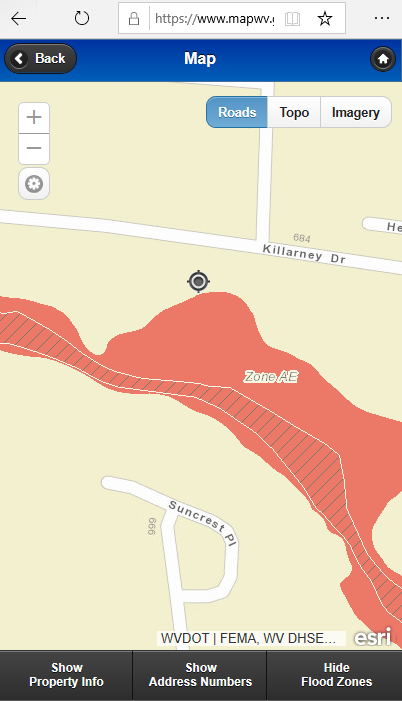 https://www.mapwv.g
Back
Map
+
−
Roads
Topo
Imagery
He
684
Killarney Dr
Zone AE
Suncrest Pl
666
WVDOT | FEMA, WV DHSE...
esri
Show
Property Info
Show
Address Numbers
Hide
Flood Zones